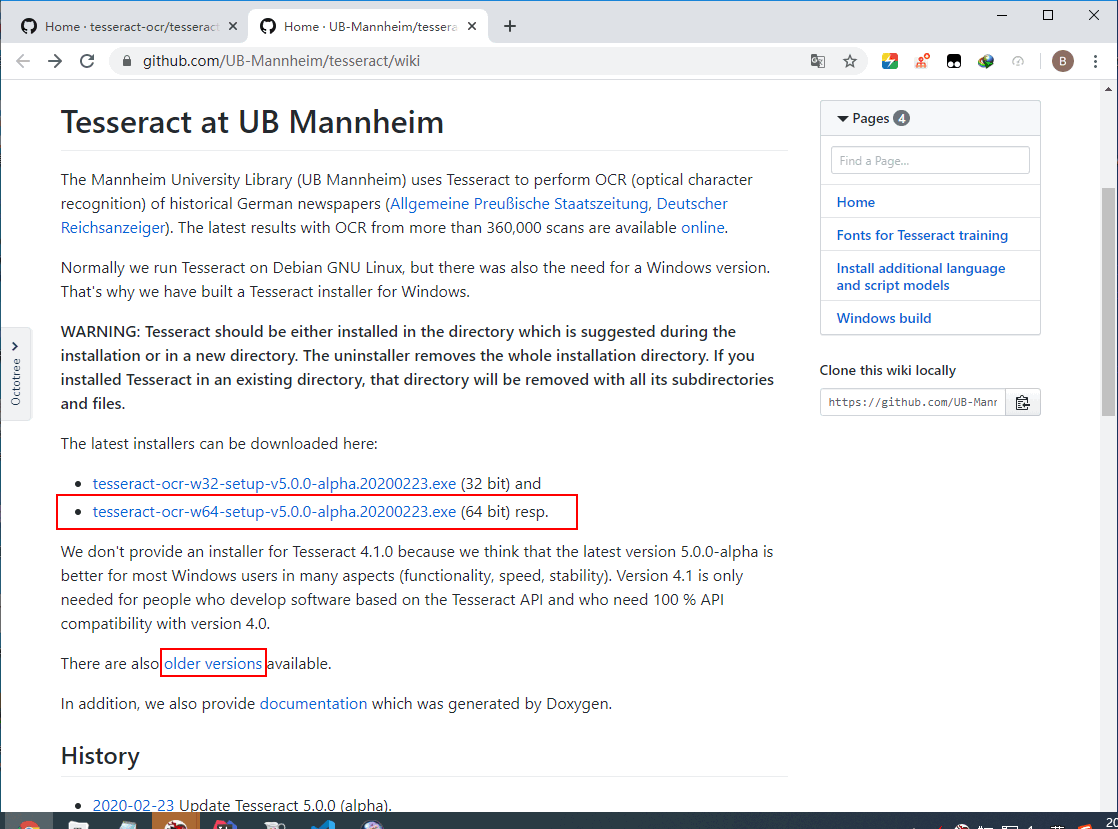 Home · tesseract-ocr/tesseract
Home · UB-Mannheim/tessera
github.com/UB-Mannheim/tesseract/wiki
B
Tesseract at UB Mannheim
The Mannheim University Library (UB Mannheim) uses Tesseract to perform OCR (optical character
recognition) of historical German newspapers (Allgemeine Preußische Staatszeitung, Deutscher
Reichsanzeiger). The latest results with OCR from more than 360,000 scans are available online.
Normally we run Tesseract on Debian GNU Linux, but there was also the need for a Windows version.
That's why we have built a Tesseract installer for Windows.
WARNING: Tesseract should be either installed in the directory which is suggested during the
installation or in a new directory. The uninstaller removes the whole installation directory. If you
installed Tesseract in an existing directory, that directory will be removed with all its subdirectories
and files.
The latest installers can be downloaded here:
• tesseract-ocr-w32-setup-v5.0.0-alpha.20200223.exe (32 bit) and
• tesseract-ocr-w64-setup-v5.0.0-alpha.20200223.exe (64 bit) resp.
We don't provide an installer for Tesseract 4.1.0 because we think that the latest version 5.0.0-alpha is
better for most Windows users in many aspects (functionality, speed, stability). Version 4.1 is only
needed for people who develop software based on the Tesseract API and who need 100 % API
compatibility with version 4.0.
There are also older versions available.
In addition, we also provide documentation which was generated by Doxygen.
History
• 2020-02-23 Update Tesseract 5.0.0 (alpha).
Pages 4
Find a Page…
Home
Fonts for Tesseract training
Install additional language
and script models
Windows build
Clone this wiki locally
https://github.com/UB-Manr
Octotree